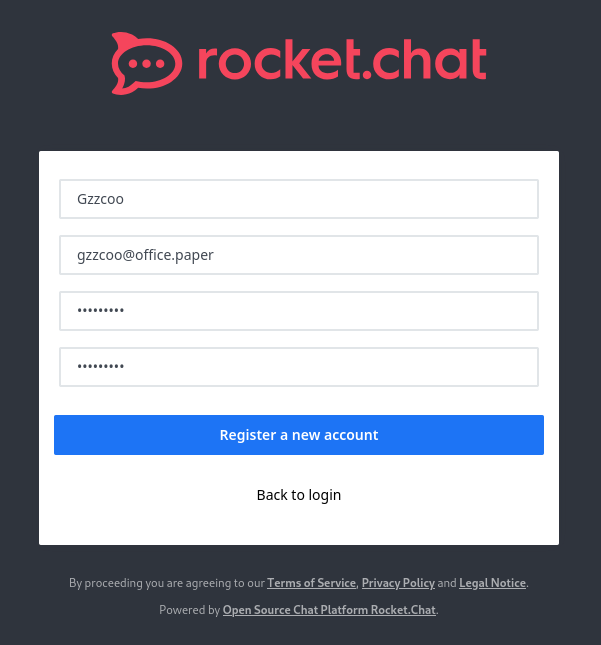 rocket.chat
Gzzcoo
gzzcoo@office.paper
•••••••••
•••••••••
Register a new account
Back to login
By proceeding you are agreeing to our Terms of Service, Privacy Policy and Legal Notice.
Powered by Open Source Chat Platform Rocket.Chat.